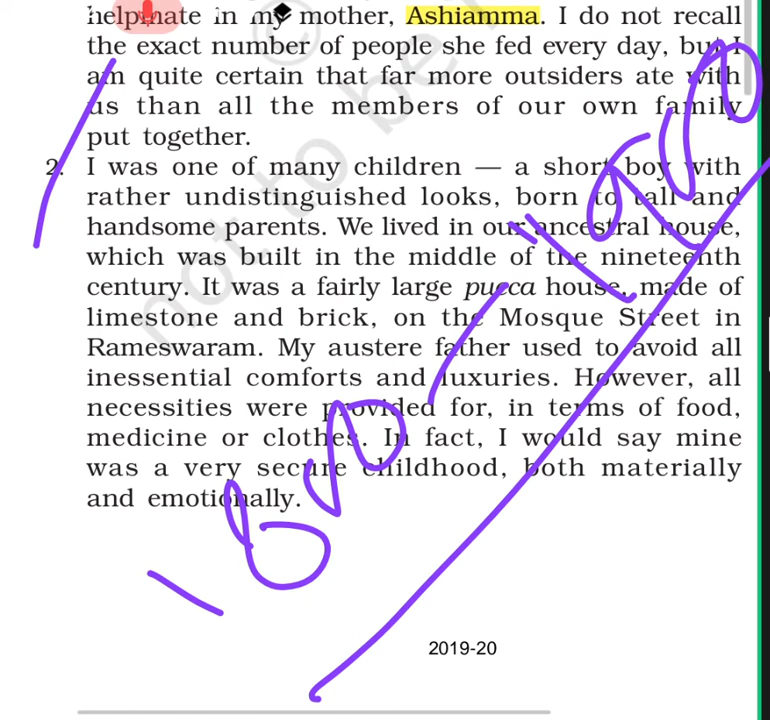 helpmate in my mother, Ashiamma. I do not recall
the exact number of people she fed every day, but I
am quite certain that far more outsiders ate with
us than all the members of our own family
put together.
2. I was one of many children — a short boy with
rather undistinguished looks, born to tall and
handsome parents. We lived in our ancestral house,
which was built in the middle of the nineteenth
century. It was a fairly large pucca house, made of
limestone and brick, on the Mosque Street in
Rameswaram. My austere father used to avoid all
inessential comforts and luxuries. However, all
necessities were provided for, in terms of food,
medicine or clothes. In fact, I would say mine
was a very secure childhood, both materially
and emotionally.
1800 – 1900
2019-20
not to be